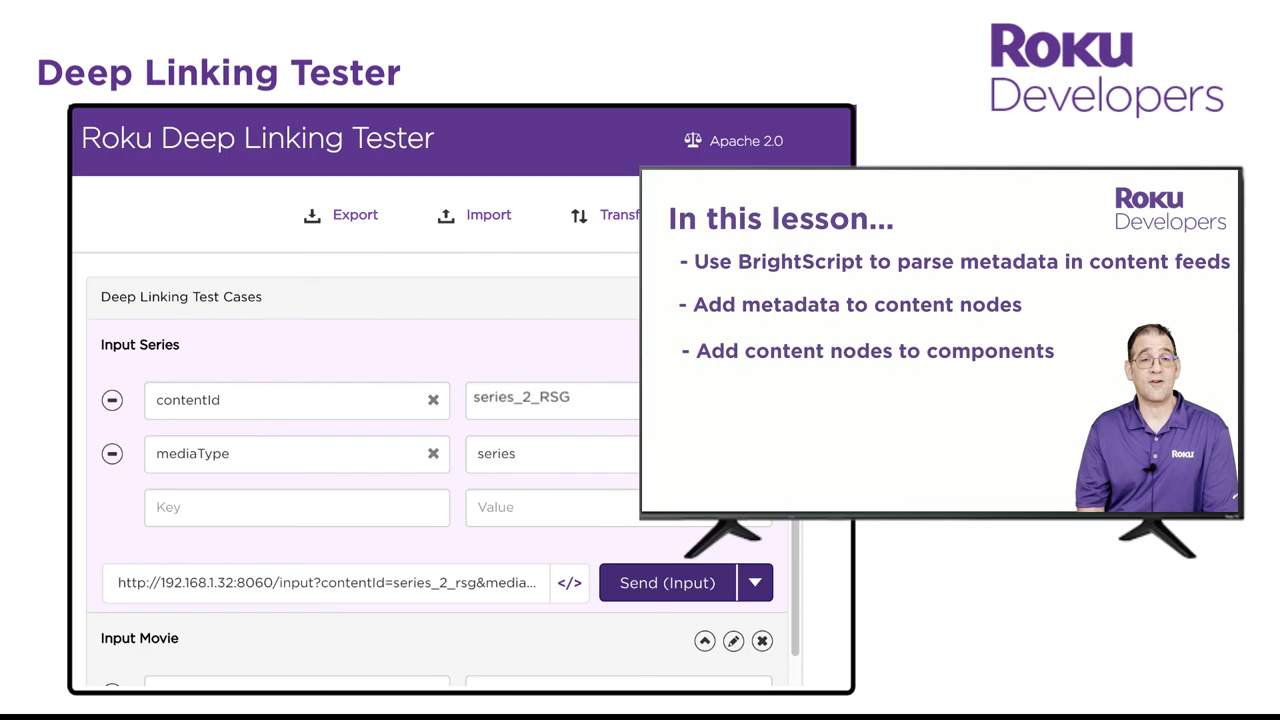 Deep Linking Tester
Roku
Developers
Roku Deep Linking Tester
Apache 2.0
Export
Import
Transf
Deep Linking Test Cases
Input Series
contentId
series_2_RSG
mediaType
series
Key
Value
http://192.168.1.32:8060/input?contentId=series_2_rsg&media...
</>
Send (Input)
Input Movie
In this lesson...
Roku
Developers
- Use BrightScript to parse metadata in content feeds
- Add metadata to content nodes
- Add content nodes to components
Roku